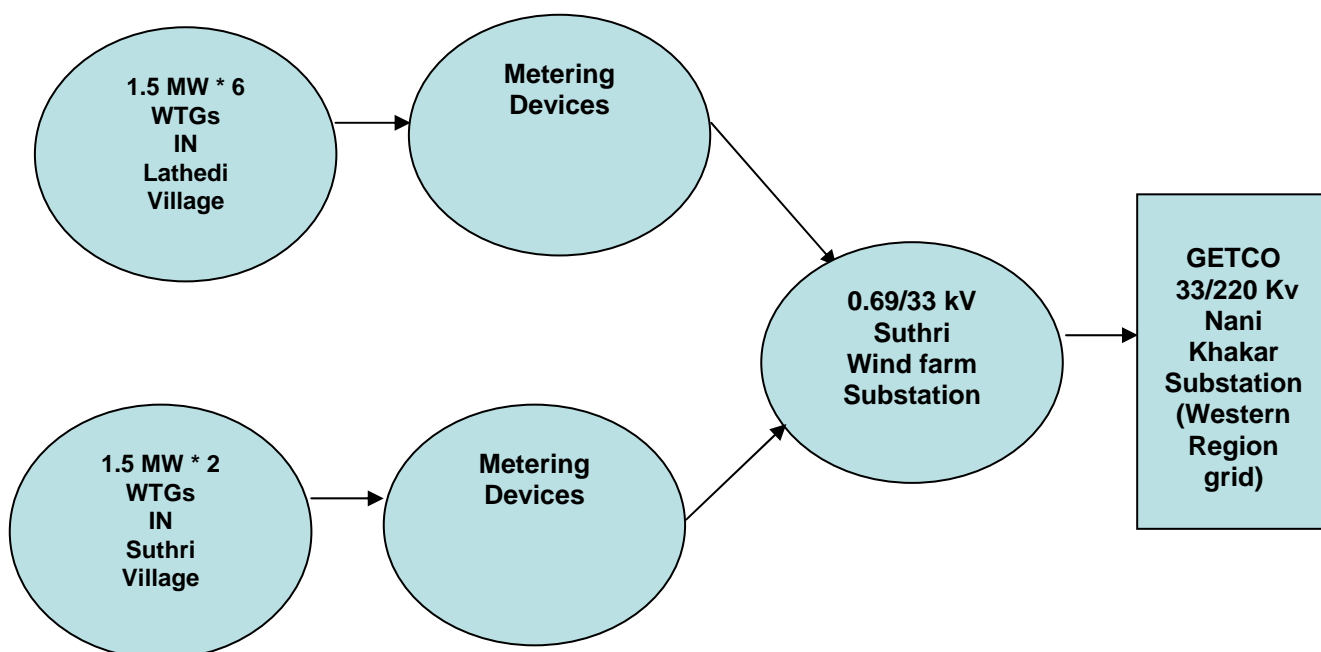 1.5 MW * 6
WTGs
IN
Lathedi
Village
Metering
Devices
0.69/33 kV
Suthri
Wind farm
Substation
GETCO
33/220 Kv
Nani
Khakar
Substation
(Western
Region
grid)
1.5 MW * 2
WTGs
IN
Suthri
Village
Metering
Devices